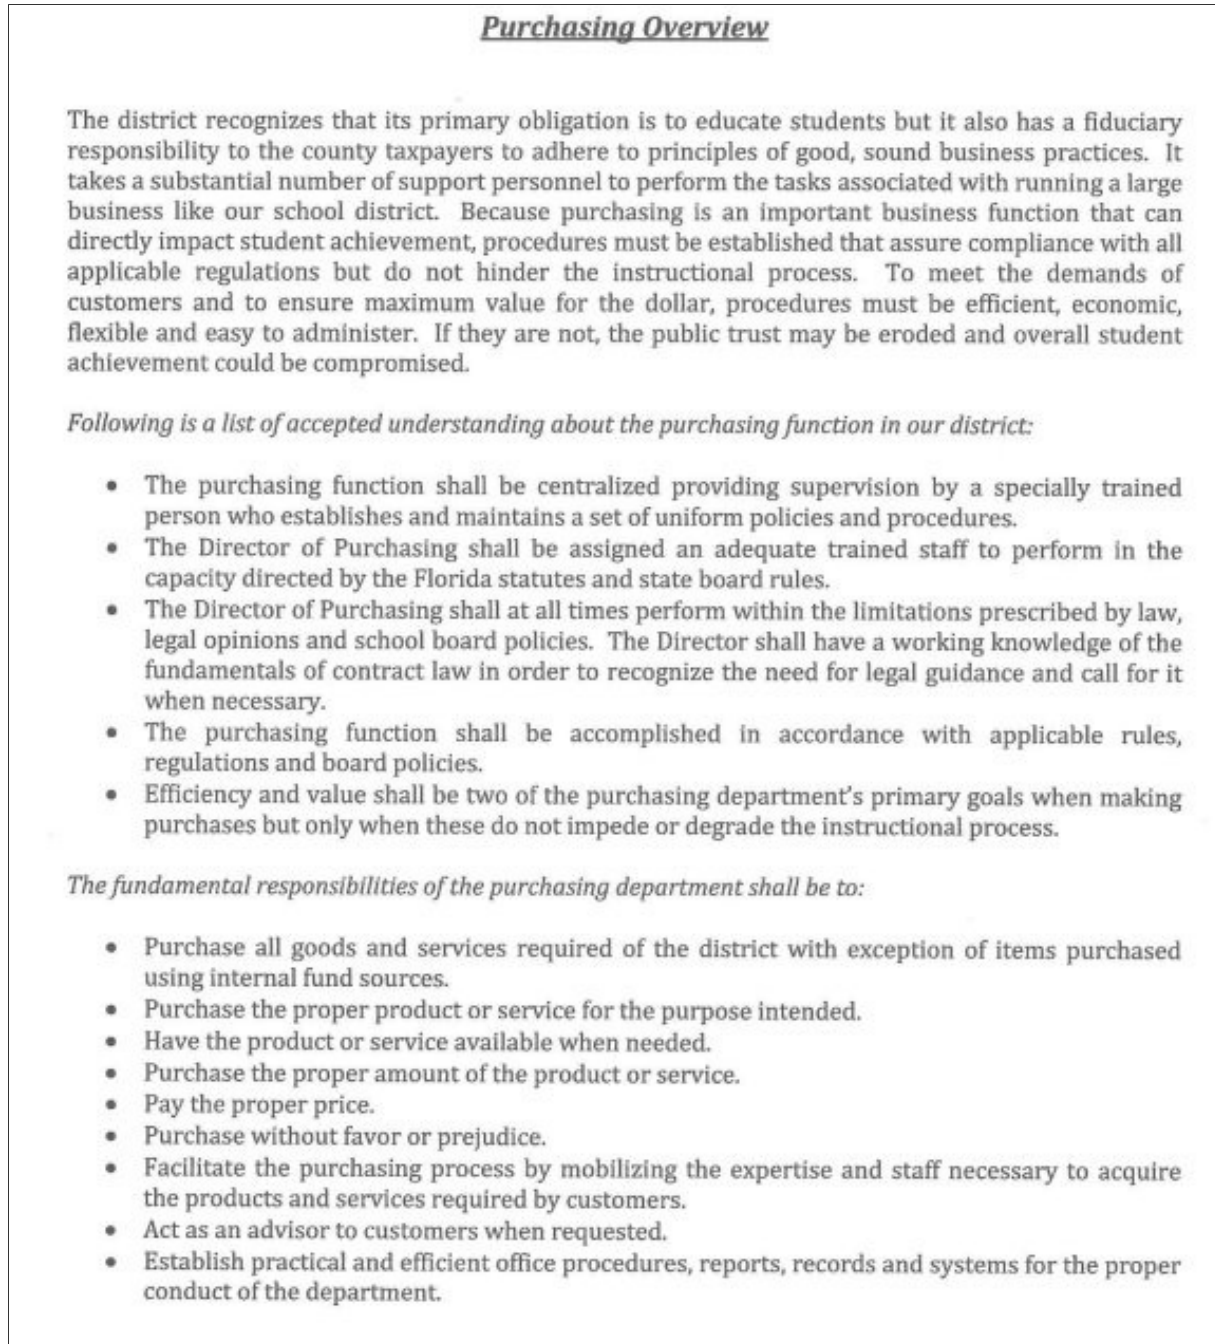 Purchasing Overview
The district recognizes that its primary obligation is to educate students but it also has a fiduciary
responsibility to the county taxpayers to adhere to principles of good, sound business practices. It
takes a substantial number of support personnel to perform the tasks associated with running a large
business like our school district. Because purchasing is an important business function that can
directly impact student achievement, procedures must be established that assure compliance with all
applicable regulations but do not hinder the instructional process. To meet the demands of
customers and to ensure maximum value for the dollar, procedures must be efficient, economic,
flexible and easy to administer. If they are not, the public trust may be eroded and overall student
achievement could be compromised.
Following is a list of accepted understanding about the purchasing function in our district:
• The purchasing function shall be centralized providing supervision by a specially trained
person who establishes and maintains a set of uniform policies and procedures.
• The Director of Purchasing shall be assigned an adequate trained staff to perform in the
capacity directed by the Florida statutes and state board rules.
• The Director of Purchasing shall at all times perform within the limitations prescribed by law,
legal opinions and school board policies. The Director shall have a working knowledge of the
fundamentals of contract law in order to recognize the need for legal guidance and call for it
when necessary.
• The purchasing function shall be accomplished in accordance with applicable rules,
regulations and board policies.
• Efficiency and value shall be two of the purchasing department's primary goals when making
purchases but only when these do not impede or degrade the instructional process.
The fundamental responsibilities of the purchasing department shall be to:
• Purchase all goods and services required of the district with exception of items purchased
using internal fund sources.
• Purchase the proper product or service for the purpose intended.
• Have the product or service available when needed.
• Purchase the proper amount of the product or service.
• Pay the proper price.
• Purchase without favor or prejudice.
• Facilitate the purchasing process by mobilizing the expertise and staff necessary to acquire
the products and services required by customers.
• Act as an advisor to customers when requested.
• Establish practical and efficient office procedures, reports, records and systems for the proper
conduct of the department.